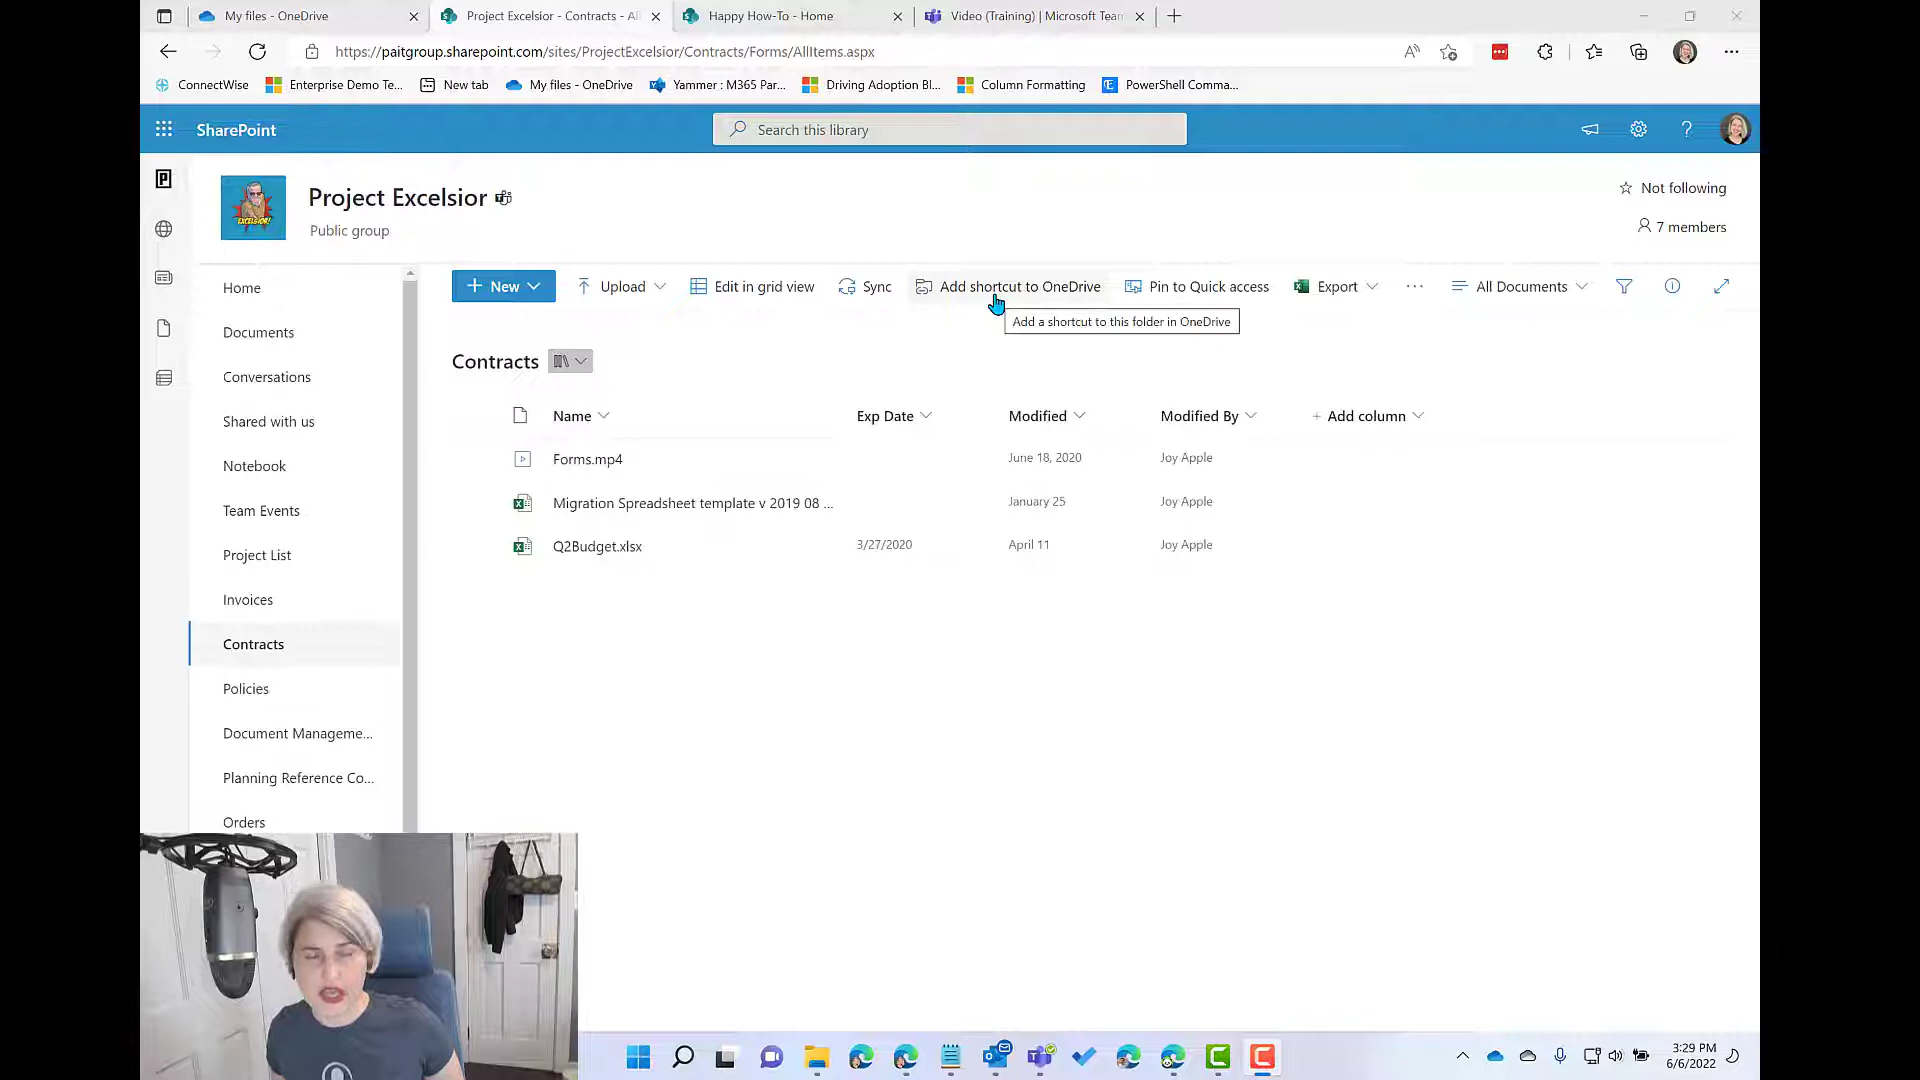 My files - OneDrive
Project Excelsior - Contracts - Al
Happy How-To - Home
Video (Training) | Microsoft Team
https://paitgroup.sharepoint.com/sites/ProjectExcelsior/Contracts/Forms/AllItems.aspx
ConnectWise
Enterprise Demo Te...
New tab
My files - OneDrive
Yammer : M365 Par...
Driving Adoption Bl...
Column Formatting
PowerShell Comma...
SharePoint
Search this library
EXCELSIOR!
Project Excelsior
Public group
Not following
7 members
Home
Documents
Conversations
Shared with us
Notebook
Team Events
Project List
Invoices
Contracts
Policies
Document Manageme...
Planning Reference Co...
Orders
+ New
Upload
Edit in grid view
Sync
Add shortcut to OneDrive
Pin to Quick access
Export
...
All Documents
Add a shortcut to this folder in OneDrive
Contracts
Name
Exp Date
Modified
Modified By
+ Add column
Forms.mp4
June 18, 2020
Joy Apple
Migration Spreadsheet template v 2019 08 ...
January 25
Joy Apple
Q2Budget.xlsx
3/27/2020
April 11
Joy Apple
3:29 PM
6/6/2022